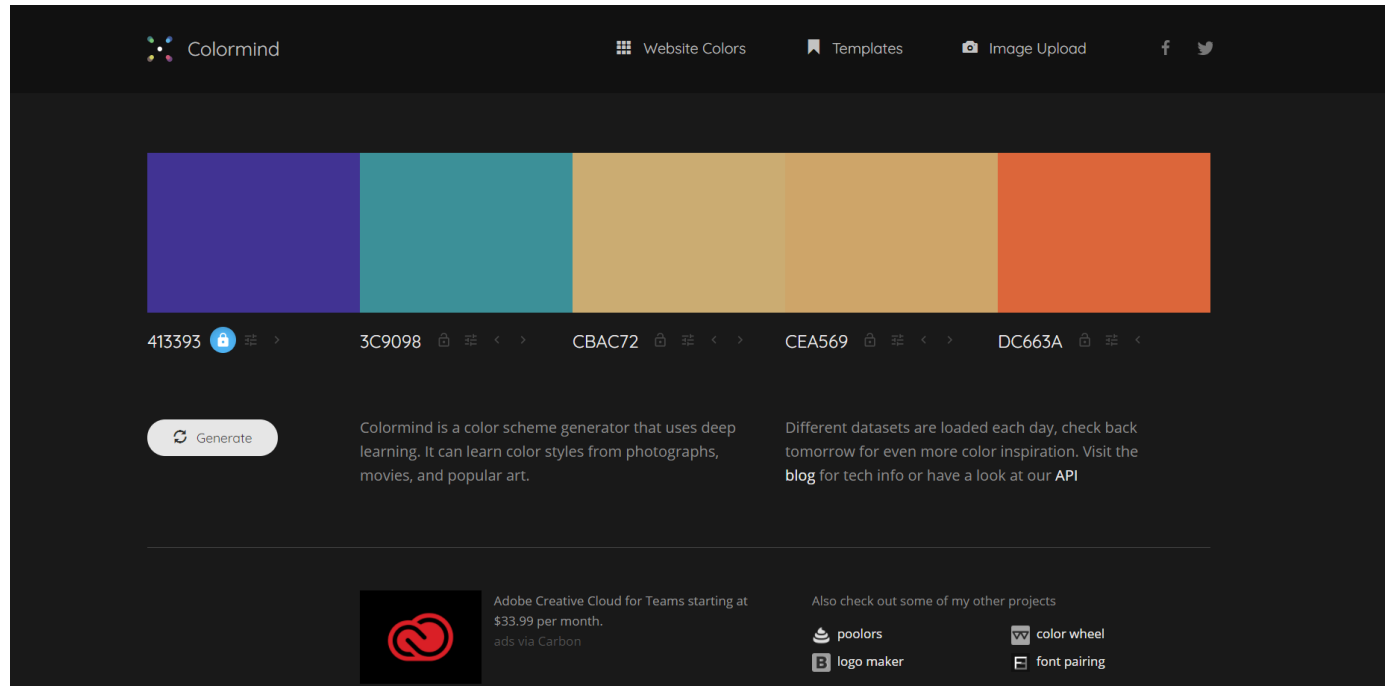 Colormind
Website Colors
Templates
Image Upload
413393
3C9098
CBAC72
CEA569
DC663A
Generate
Colormind is a color scheme generator that uses deep
learning. It can learn color styles from photographs,
movies, and popular art.
Different datasets are loaded each day, check back
tomorrow for even more color inspiration. Visit the
blog for tech info or have a look at our API
Adobe Creative Cloud for Teams starting at
$33.99 per month.
ads via Carbon
Also check out some of my other projects
poolors
color wheel
B logo maker
F font pairing